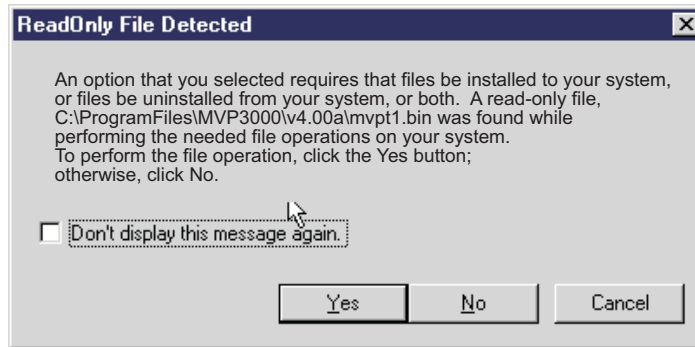 ReadOnly File Detected
An option that you selected requires that files be installed to your system,
or files be uninstalled from your system, or both.  A read-only file,
C:\ProgramFiles\MVP3000\v4.00a\mvpt1.bin was found while
performing the needed file operations on your system.
To perform the file operation, click the Yes button;
otherwise, click No.
Don't display this message again.
Yes No Cancel